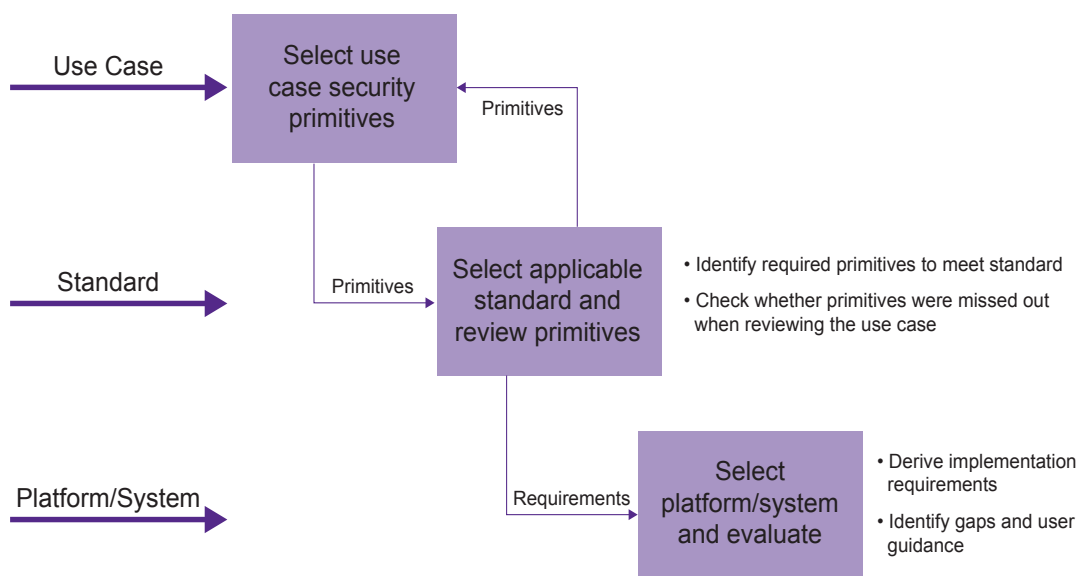 Use Case
Select use
case security
primitives
Primitives
Standard
Primitives
Select applicable
standard and
review primitives
• Identify required primitives to meet standard
• Check whether primitives were missed out
when reviewing the use case
Platform/System
Requirements
Select
platform/system
and evaluate
• Derive implementation
requirements
• Identify gaps and user
guidance